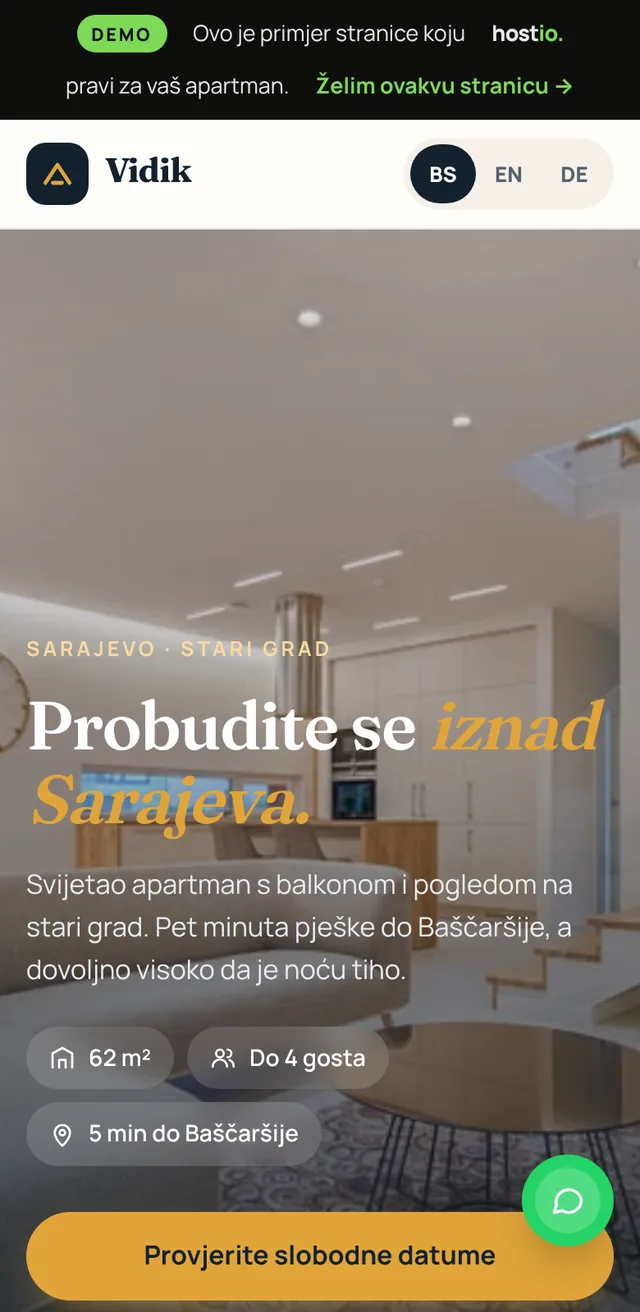 DEMO Ovo je primjer stranice koju hostio.
pravi za vaš apartman. Želim ovakvu stranicu →
Vidik
BS EN DE
SARAJEVO · STARI GRAD
Probudite se iznad
Sarajeva.
Svijetao apartman s balkonom i pogledom na
stari grad. Pet minuta pješke do Baščaršije, a
dovoljno visoko da je noću tiho.
62 m² Do 4 gosta
5 min do Baščaršije
Provjerite slobodne datume